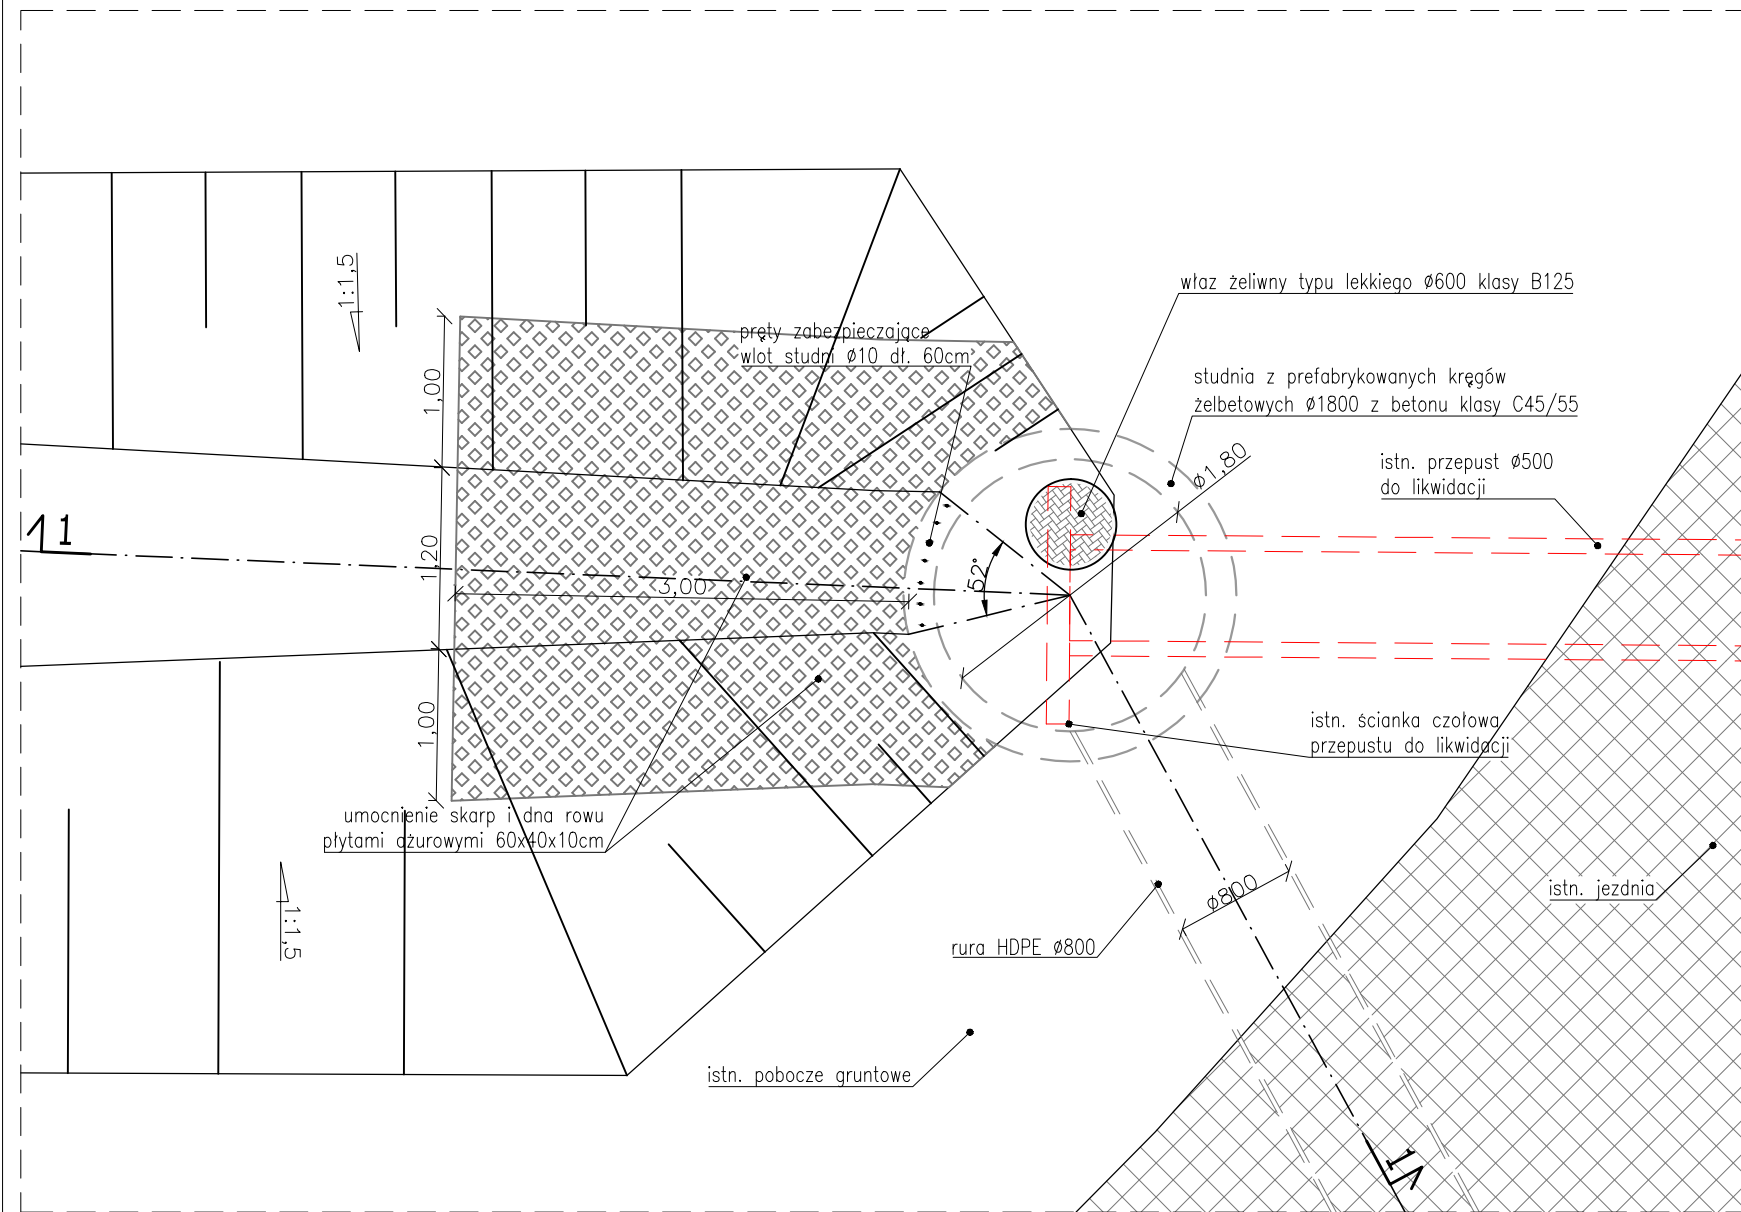 właz żeliwny typu lekkiego Ø600 klasy B125
1:1,5
pręty zabezpieczające
wlot studni Ø10 dł. 60cm
studnia z prefabrykowanych kręgów
żelbetowych Ø1800 z betonu klasy C45/55
1,00
Ø1,80
istn. przepust Ø500
do likwidacji
1
1,20
3,00
52°
1,00
istn. ścianka czołowa
przepustu do likwidacji
umocnienie skarp i dna rowu
płytami ażurowymi 60x40x10cm
Ø800
istn. jezdnia
1:1,5
rura HDPE Ø800
istn. pobocze gruntowe
1